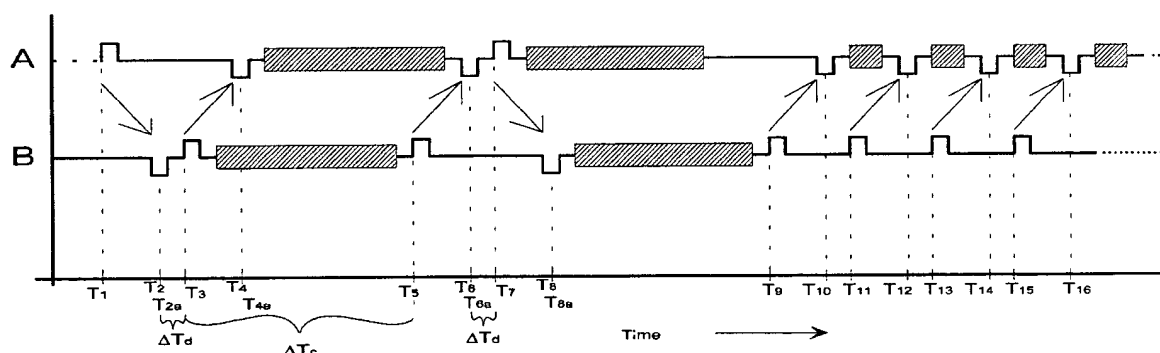 A
B
T1 T2 T3 T4 T5 T6 T7 T8 T9 T10 T11 T12 T13 T14 T15 T16
T2a T4a T6a T8a
ΔTd ΔTd Time
ΔTc